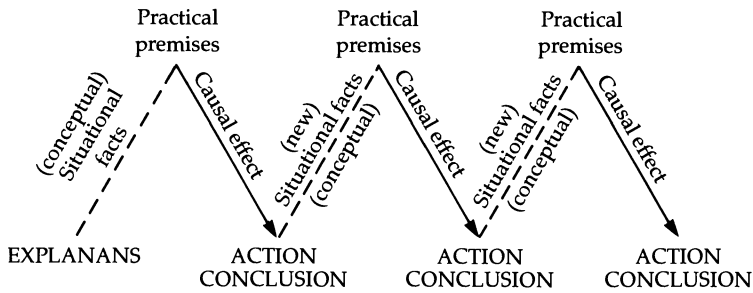 Practical
premises
Practical
premises
Practical
premises
(conceptual)
Situational
facts
Causal effect
(new)
Situational facts
(conceptual)
Causal effect
(new)
Situational facts
(conceptual)
Causal effect
EXPLANANS
ACTION
CONCLUSION
ACTION
CONCLUSION
ACTION
CONCLUSION